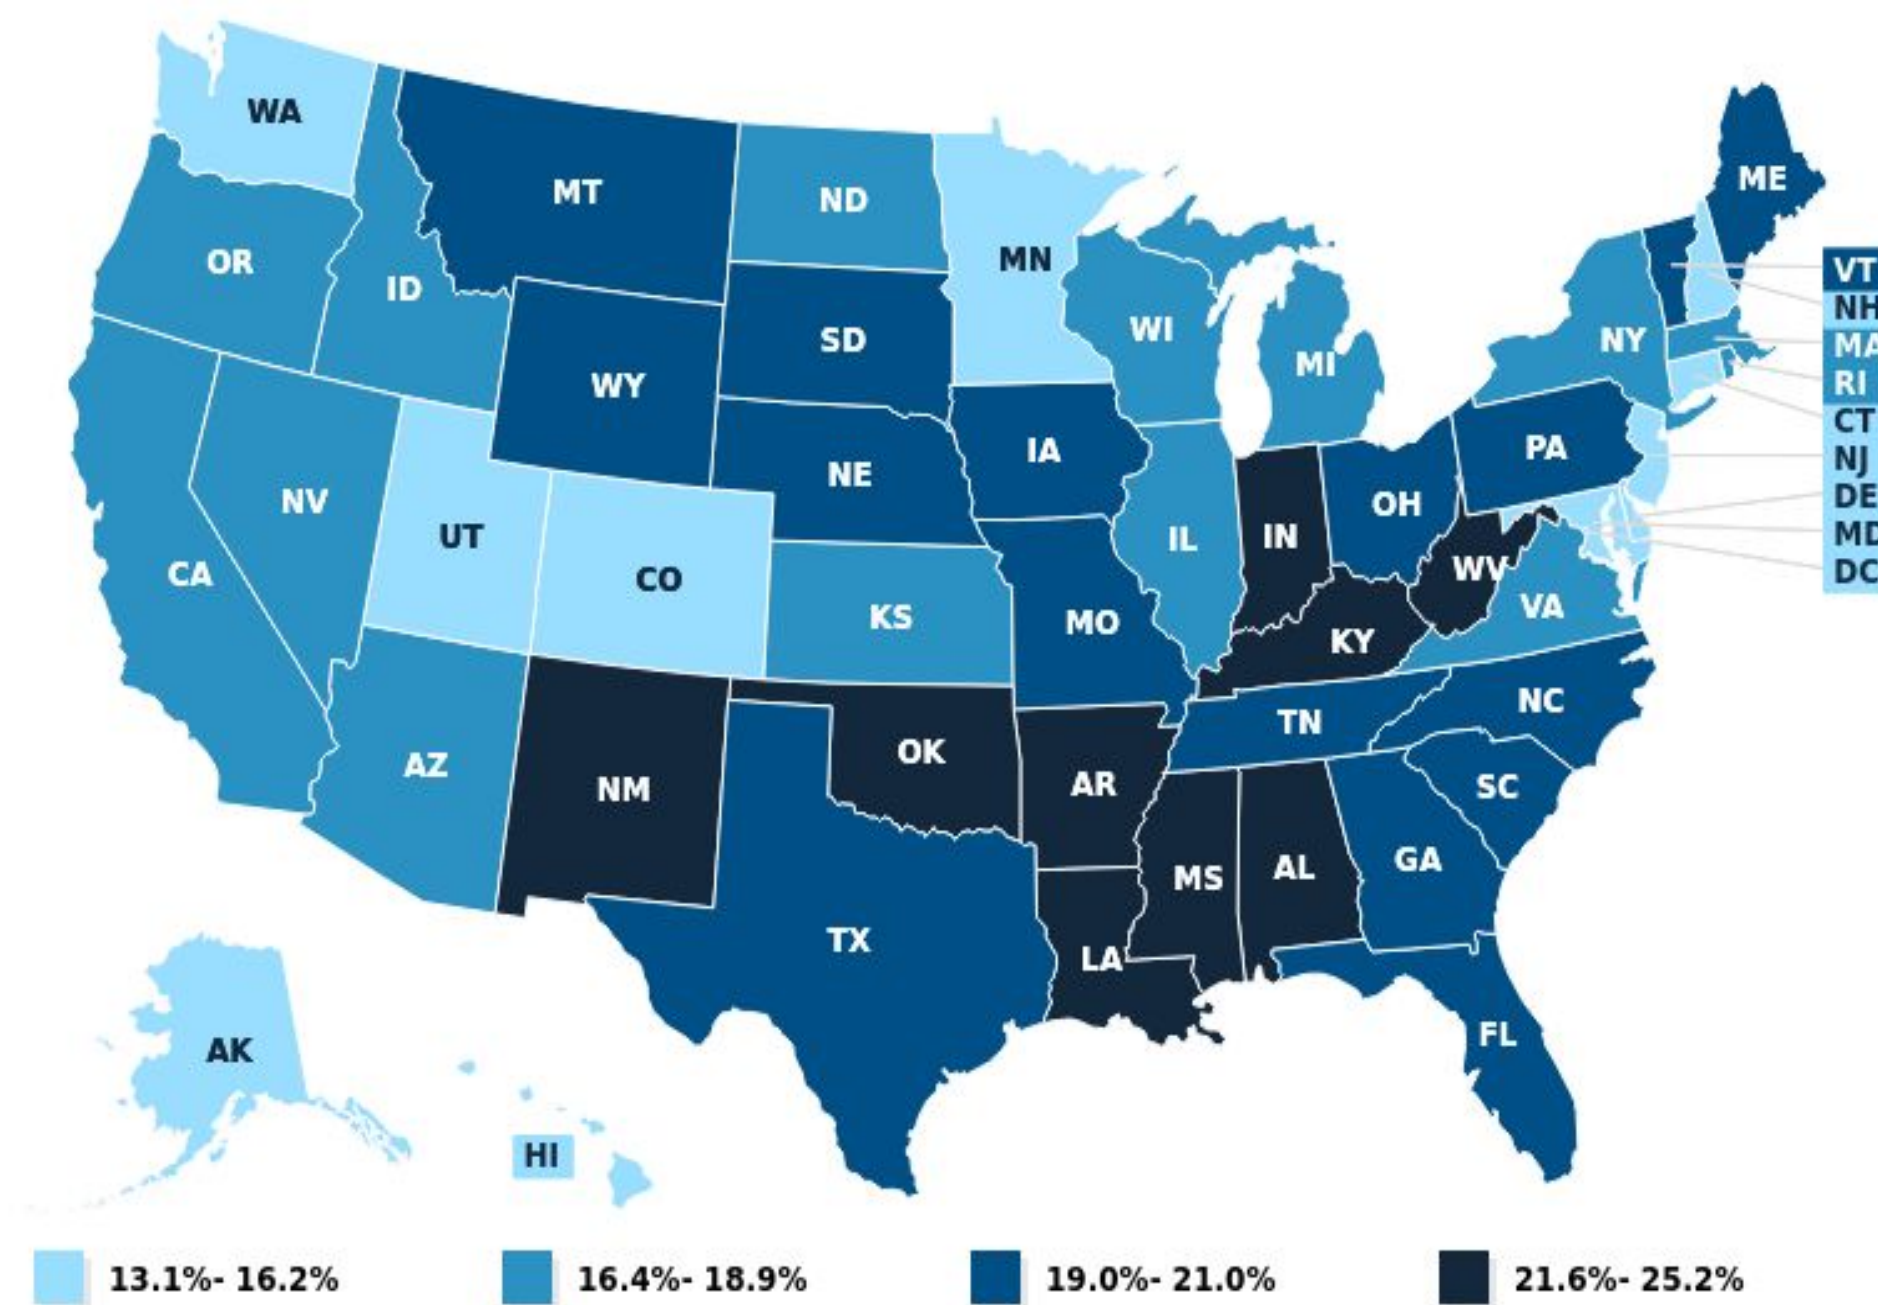 WA
MT
ND
MN
ME
OR
ID
SD
WI
MI
NY
VT
NH
MA
RI
CT
NJ
DE
MD
DC
WY
IA
PA
NE
NV
UT
CO
IL
IN
OH
WV
VA
CA
KS
MO
KY
NC
TN
AZ
NM
OK
AR
SC
MS
AL
GA
TX
LA
FL
AK
HI
13.1%- 16.2%
16.4%- 18.9%
19.0%- 21.0%
21.6%- 25.2%